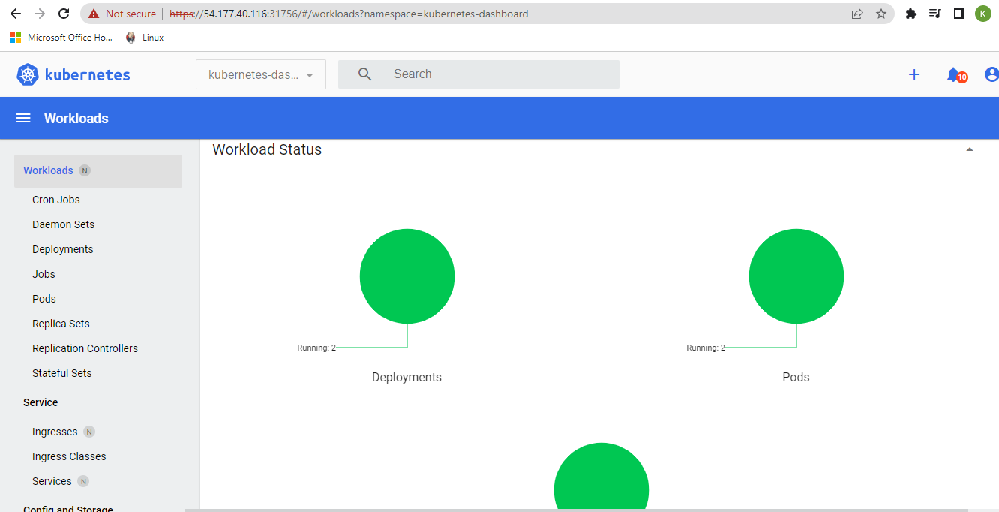 Not secure
https://54.177.40.116:31756/#/workloads?namespace=kubernetes-dashboard
K
Microsoft Office Ho...
Linux
kubernetes
kubernetes-das...
Search
10
Workloads
Workloads N
Cron Jobs
Daemon Sets
Deployments
Jobs
Pods
Replica Sets
Replication Controllers
Stateful Sets
Service
Ingresses N
Ingress Classes
Services N
Config and Storage
Workload Status
Running: 2
Deployments
Running: 2
Pods